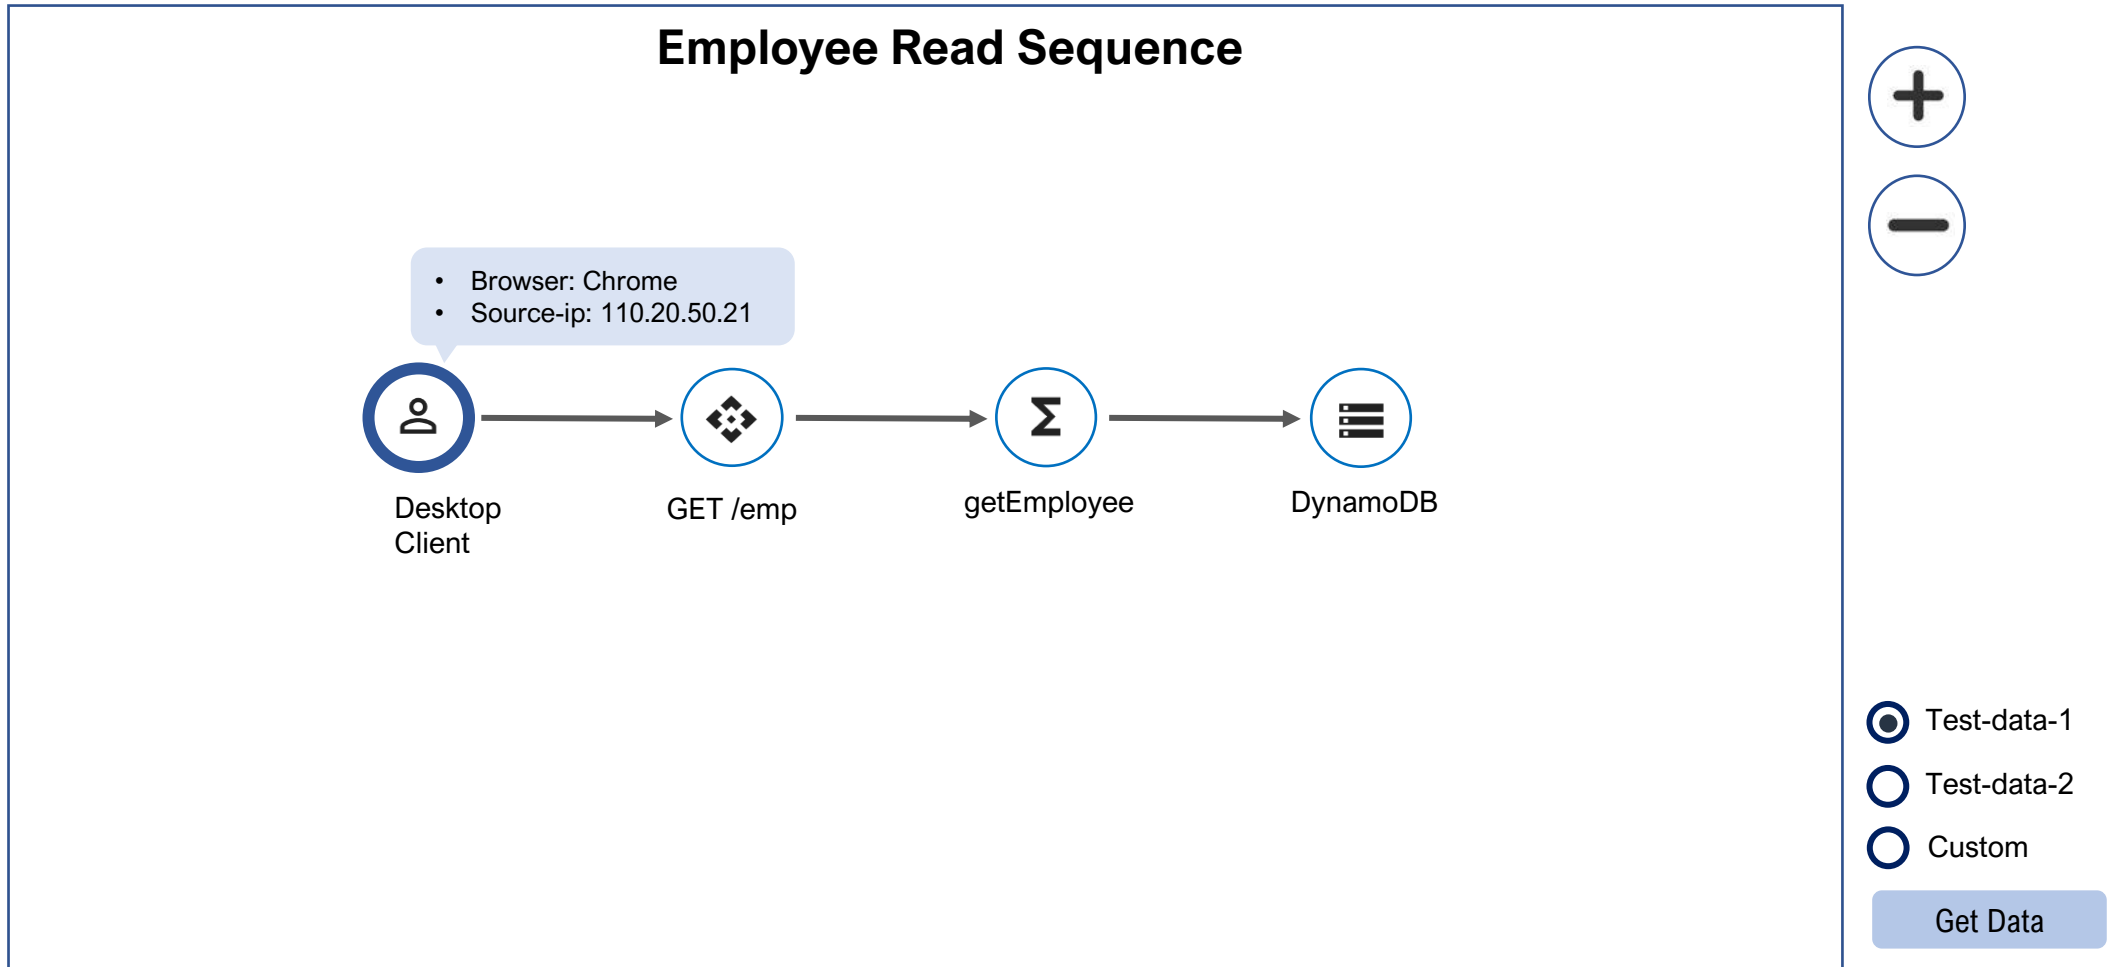 Employee Read Sequence
• Browser: Chrome
• Source-ip: 110.20.50.21
Desktop
Client
GET /emp
getEmployee
DynamoDB
Test-data-1
Test-data-2
Custom
Get Data